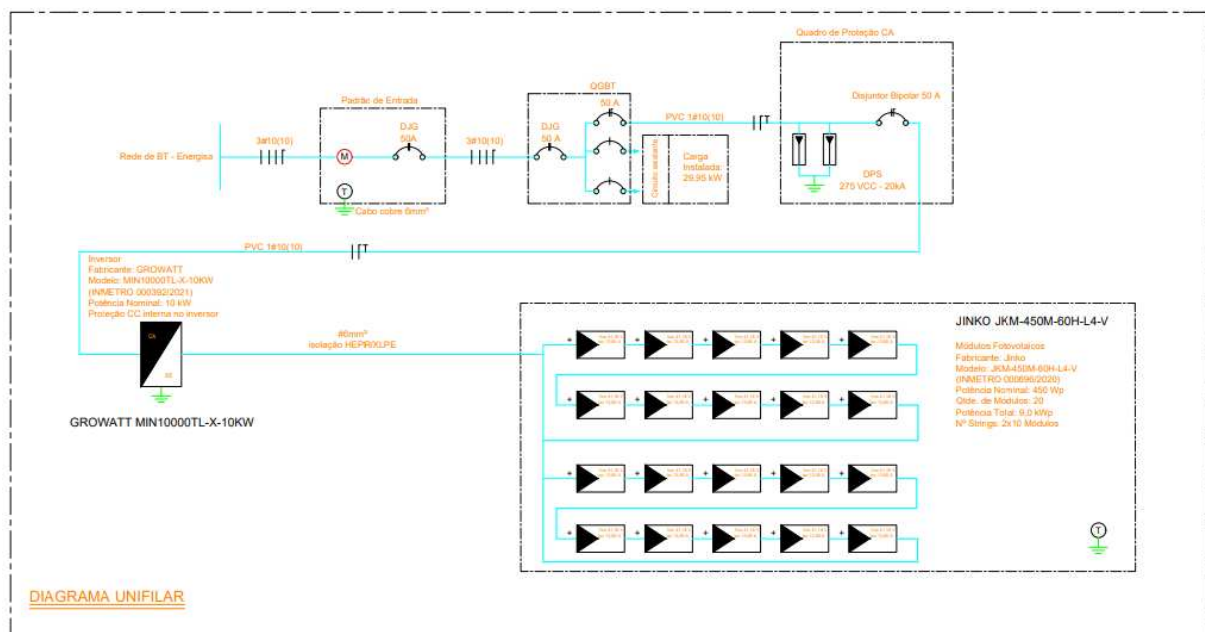 Quadro de Proteção CA
QGBT
Padrão de Entrada
50 A
Disjuntor Bipolar 50 A
DJG
50A
DJG
50 A
PVC 1#10(10)
3#10(10)
3#10(10)
Rede de BT - Energisa
M
Circuito existente
Carga
Instalada:
29,95 kW
DPS
275 VCC - 20kA
T
Cabo cobre 6mm²
PVC 1#10(10)
Inversor
Fabricante: GROWATT
Modelo: MIN10000TL-X-10KW
(INMETRO 000392/2021)
Potência Nominal: 10 kW
Proteção CC interna no inversor
CA
CC
#6mm²
isolação HEPR/XLPE
GROWATT MIN10000TL-X-10KW
JINKO JKM-450M-60H-L4-V
Módulos Fotovoltaicos
Fabricante: Jinko
Modelo: JKM-450M-60H-L4-V
(INMETRO 000696/2020)
Potência Nominal: 450 Wp
Qtde. de Módulos: 20
Potência Total: 9,0 kWp
Nº Strings: 2x10 Módulos
T
DIAGRAMA UNIFILAR